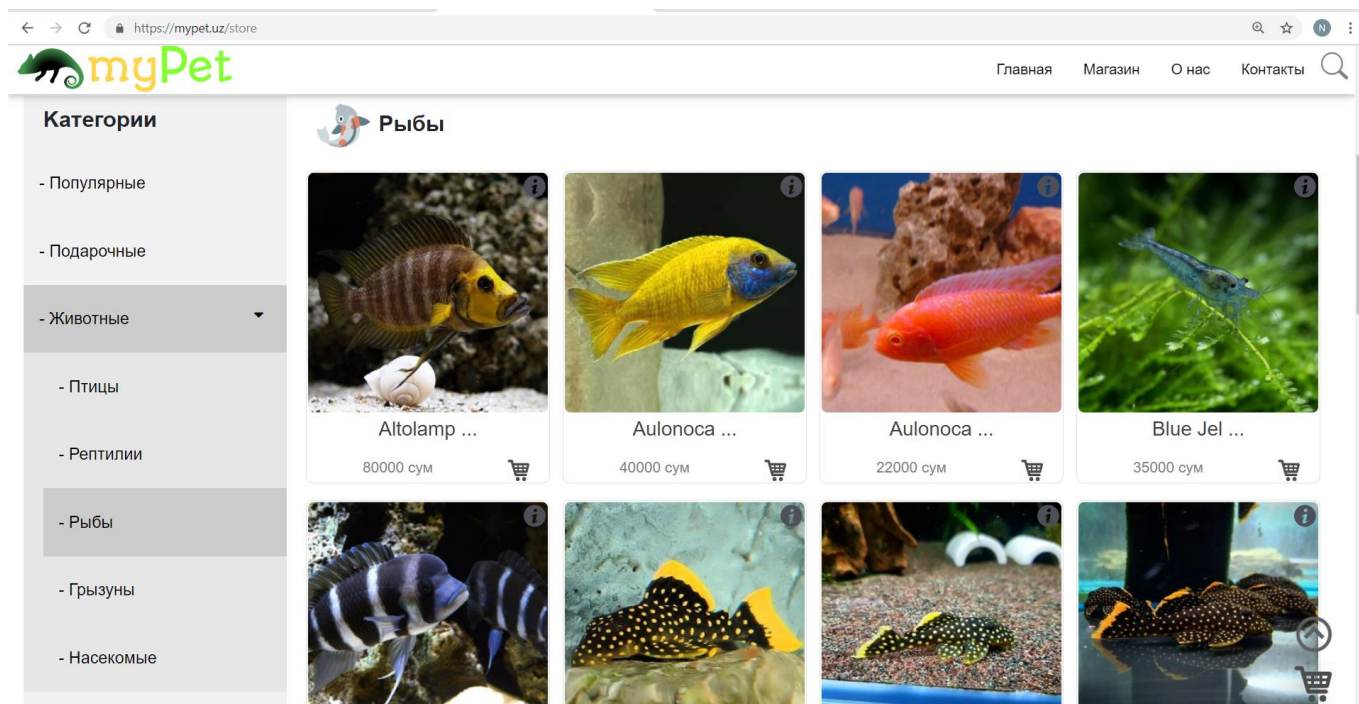 https://mypet.uz/store
N
myPet
Главная Магазин О нас Контакты
Категории
- Популярные
- Подарочные
- Животные
- Птицы
- Рептилии
- Рыбы
- Грызуны
- Насекомые
Рыбы
i i i i
Altolamp ... Aulonoca ... Aulonoca ... Blue Jel ...
80000 сум 40000 сум 22000 сум 35000 сум
i i i i